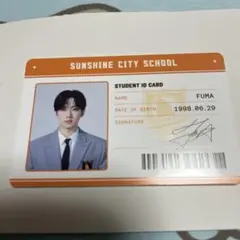 SUNSHINE CITY SCHOOL
STUDENT ID CARD
NAME FUMA
DATE OF BIRTH 1998.06.29
SIGNATURE